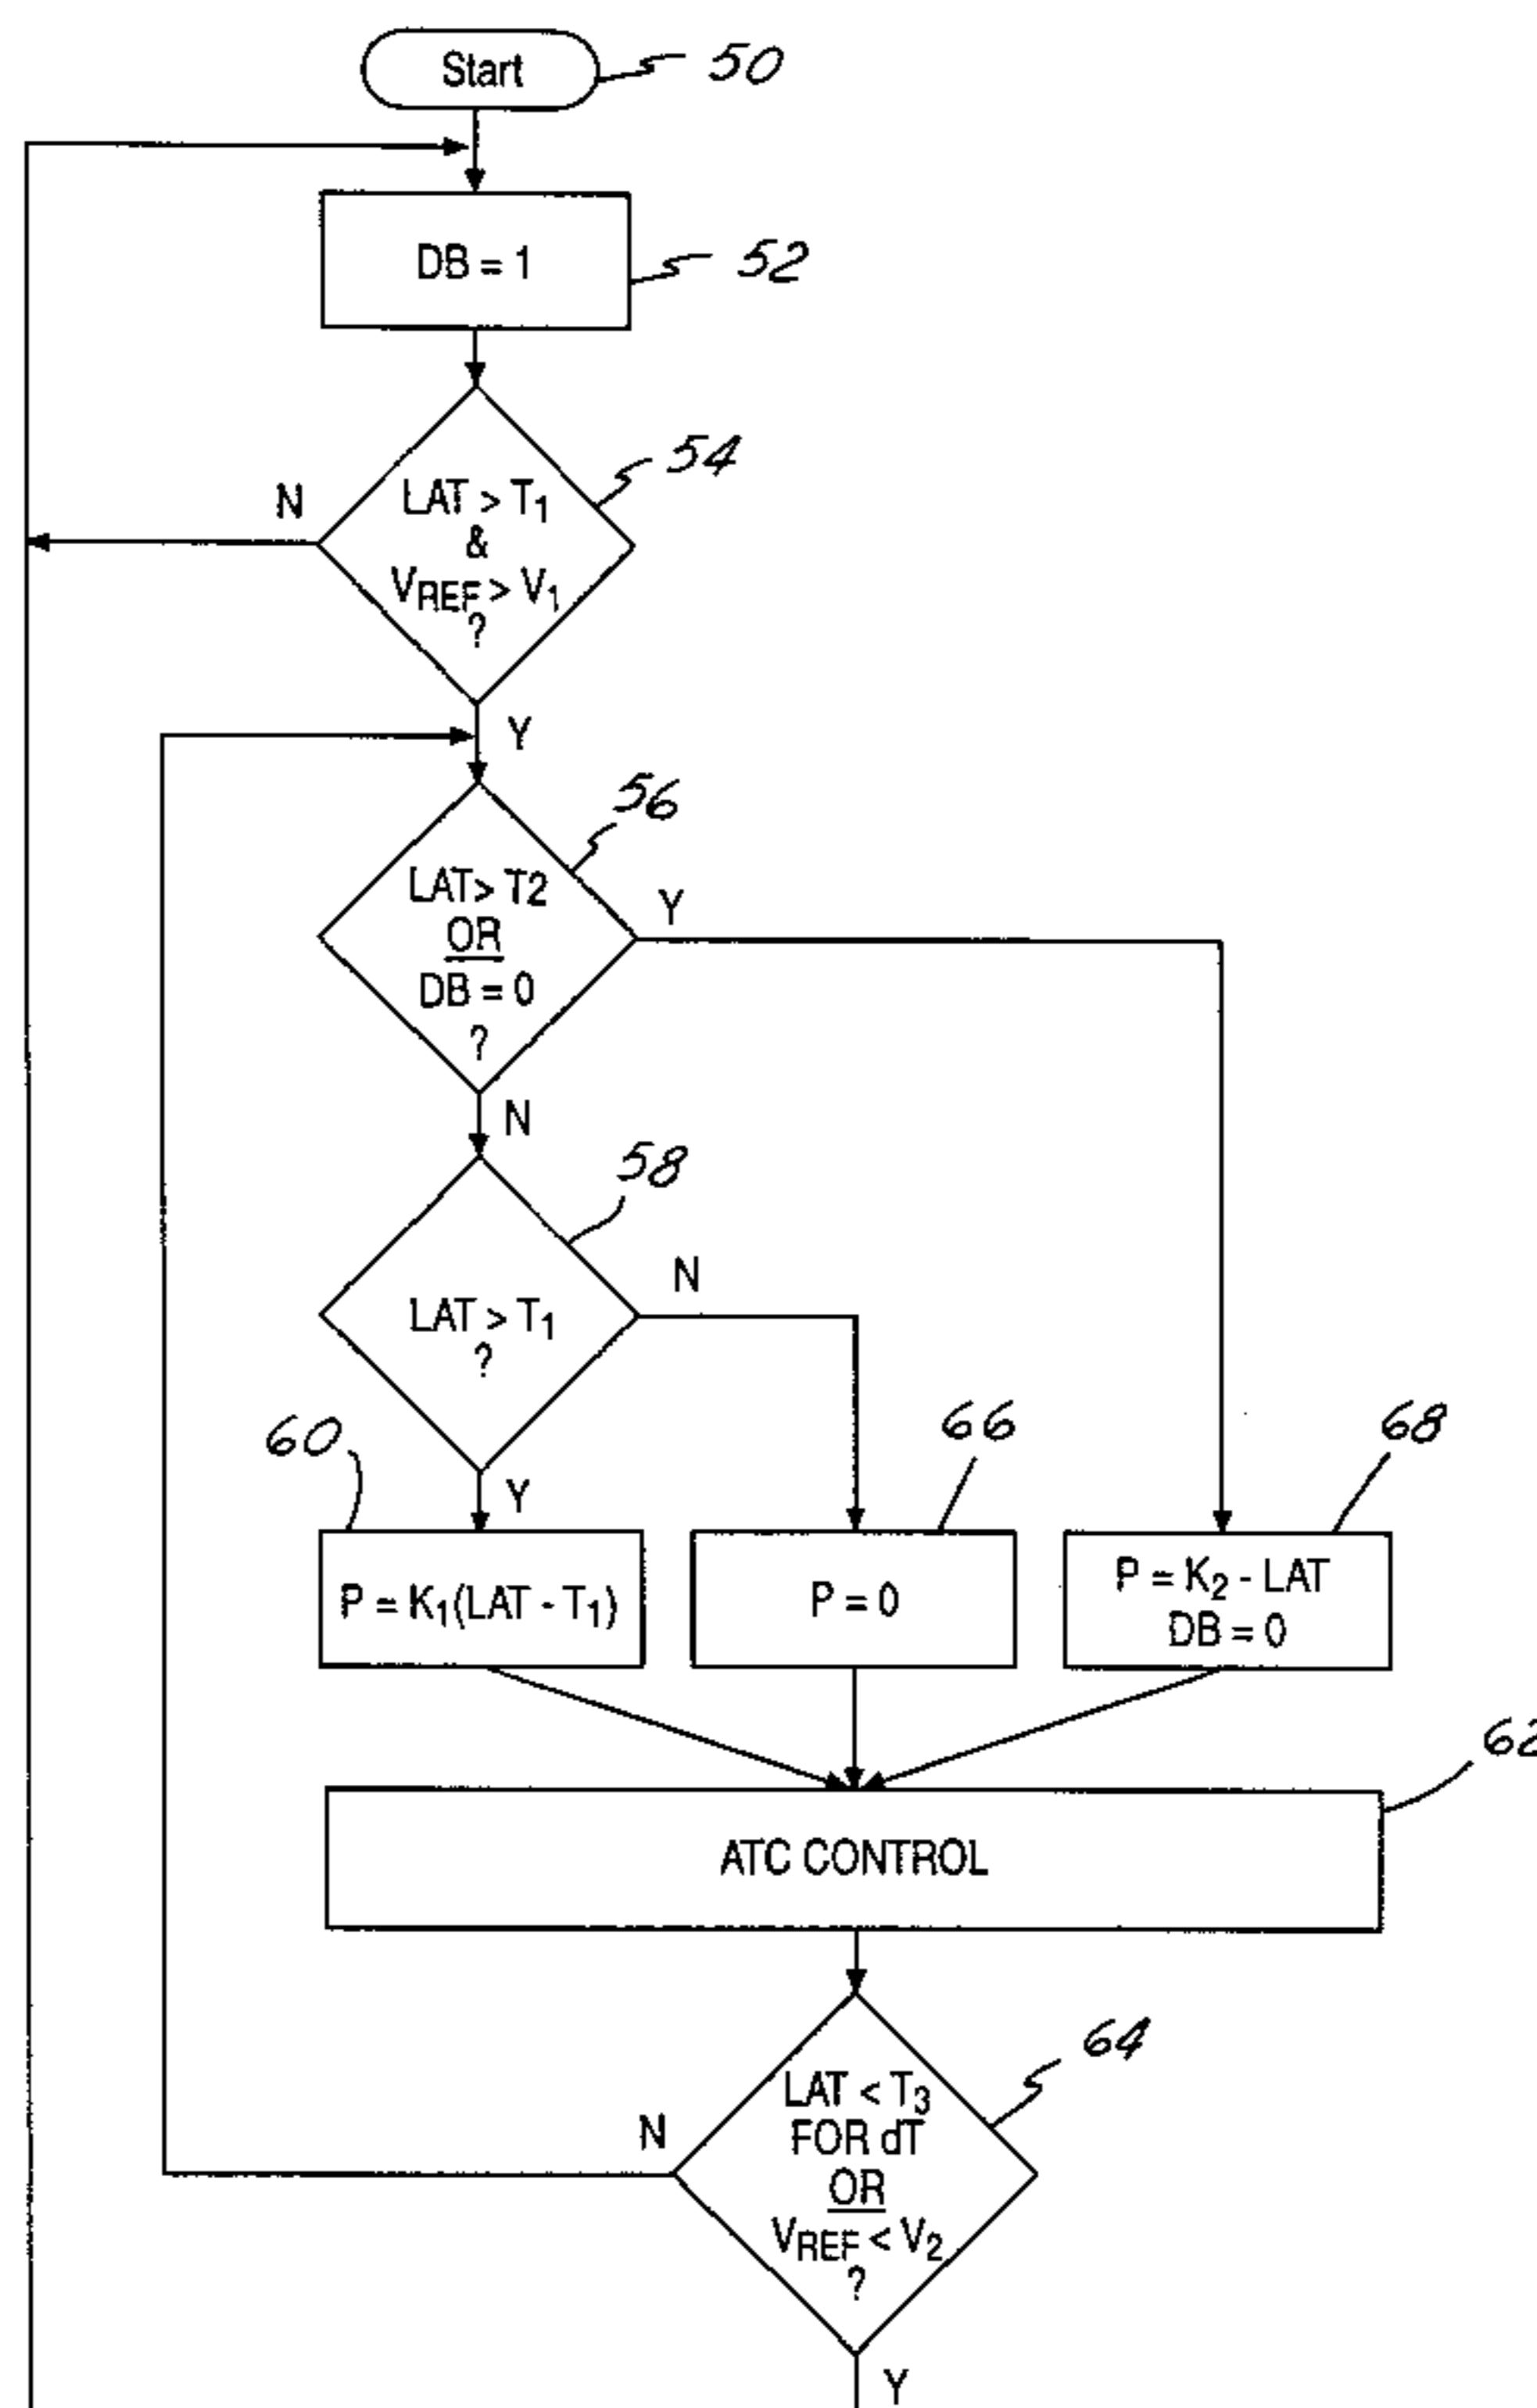 Start
50
DB = 1
52
54
N
LAT > T₁
&
V_REF > V₁
?
Y
56
LAT> T2
OR
DB = 0
?
Y
N
58
LAT > T₁
?
N
60
66
68
Y
P = K₁(LAT - T₁)
P = 0
P = K₂ - LAT
DB = 0
62
ATC CONTROL
64
LAT < T₃
FOR dT
OR
V_REF < V₂
?
N
Y